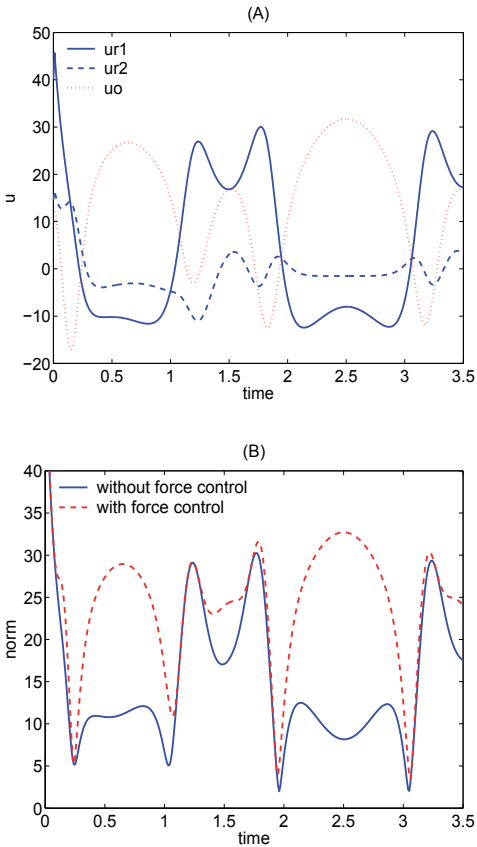 (A)
50
40
30
20
10
0
−10
−20
u
ur1
ur2
uo
0 0.5 1 1.5 2 2.5 3 3.5
time
(B)
40
35
30
25
20
15
10
5
0
norm
without force control
with force control
0 0.5 1 1.5 2 2.5 3 3.5
time